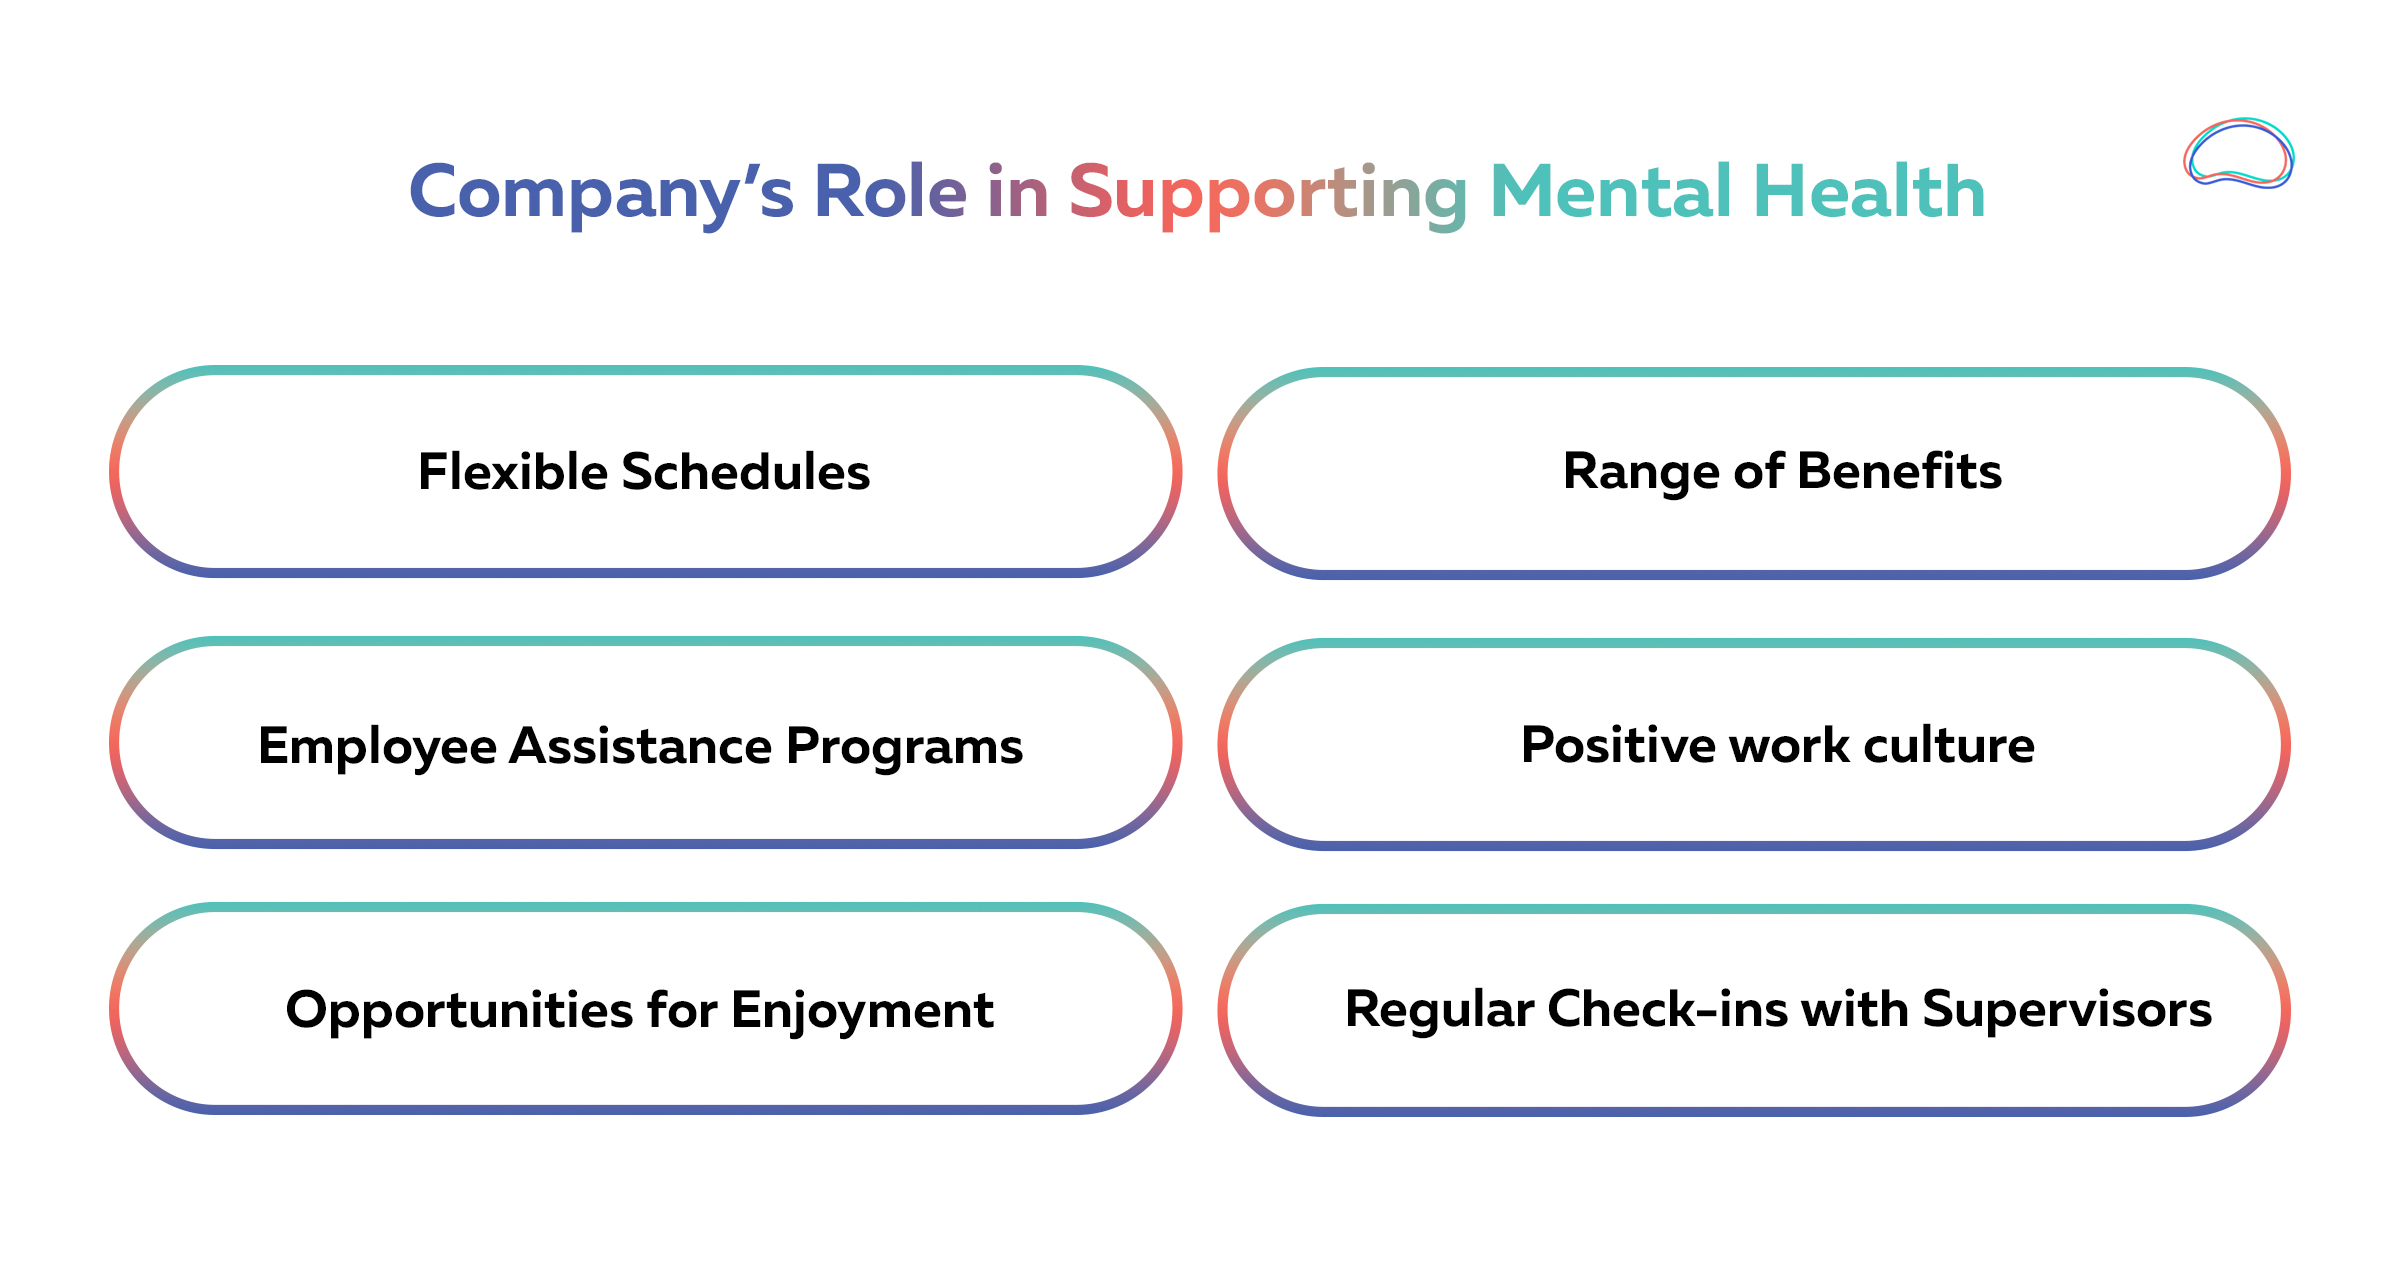 Company’s Role in Supporting Mental Health
Flexible Schedules
Range of Benefits
Employee Assistance Programs
Positive work culture
Opportunities for Enjoyment
Regular Check-ins with Supervisors